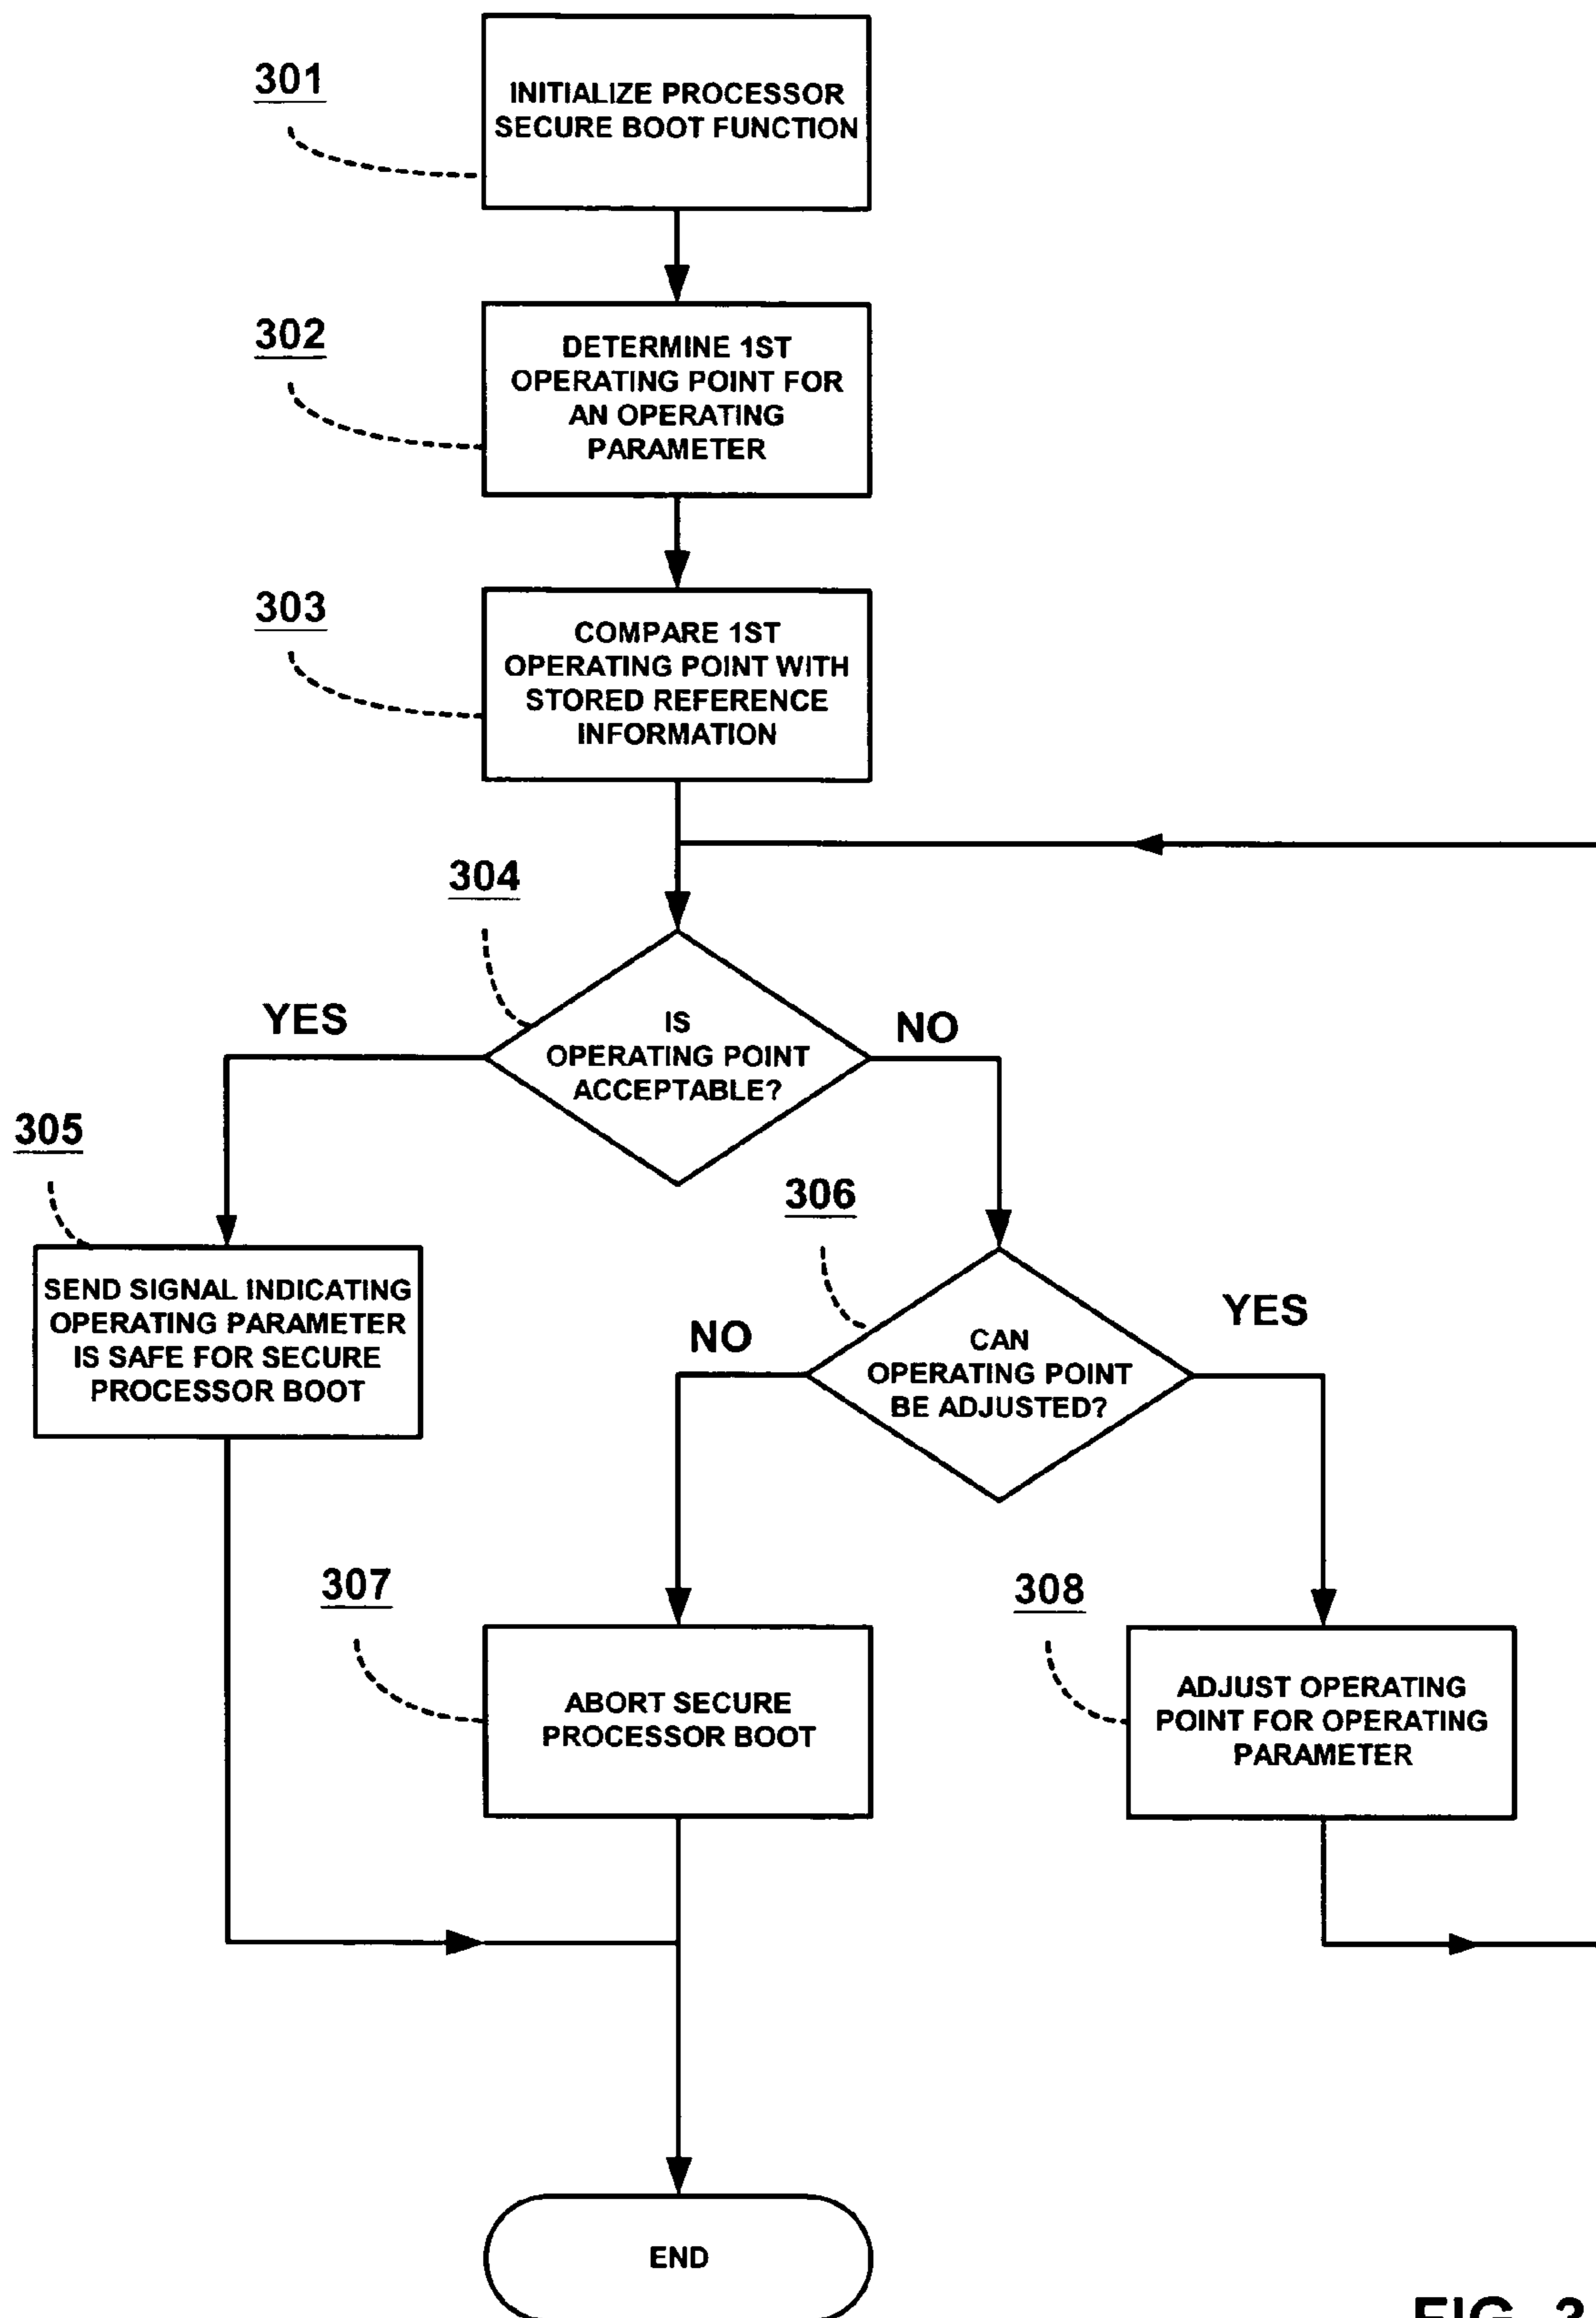 301
INITIALIZE PROCESSOR
SECURE BOOT FUNCTION
302
DETERMINE 1ST
OPERATING POINT FOR
AN OPERATING
PARAMETER
303
COMPARE 1ST
OPERATING POINT WITH
STORED REFERENCE
INFORMATION
304
IS
OPERATING POINT
ACCEPTABLE?
YES
NO
305
SEND SIGNAL INDICATING
OPERATING PARAMETER
IS SAFE FOR SECURE
PROCESSOR BOOT
306
CAN
OPERATING POINT
BE ADJUSTED?
NO
YES
307
ABORT SECURE
PROCESSOR BOOT
308
ADJUST OPERATING
POINT FOR OPERATING
PARAMETER
END
FIG. 3